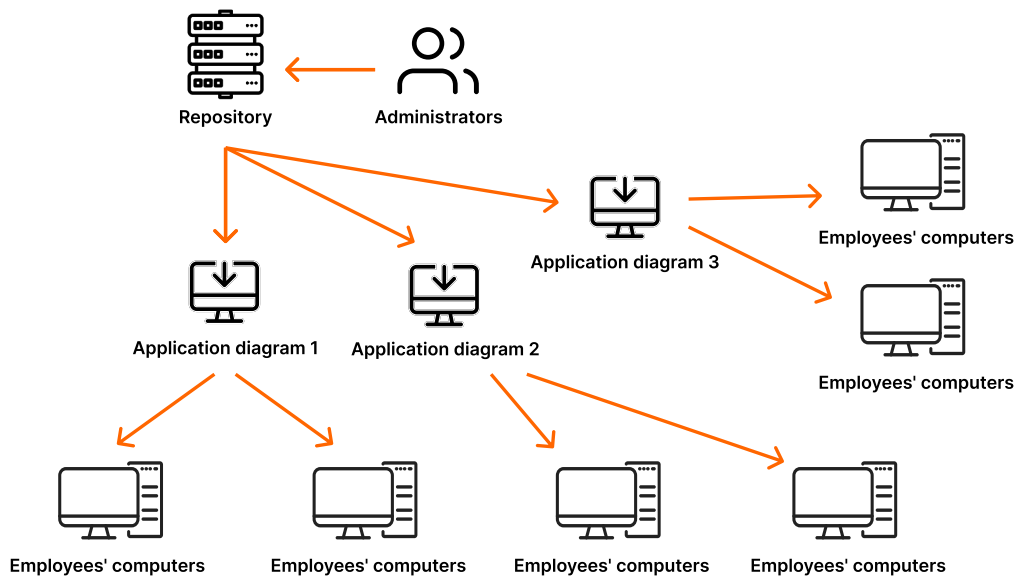 Repository
Administrators
Employees' computers
Application diagram 3
Application diagram 1
Application diagram 2
Employees' computers
Employees' computers
Employees' computers
Employees' computers
Employees' computers